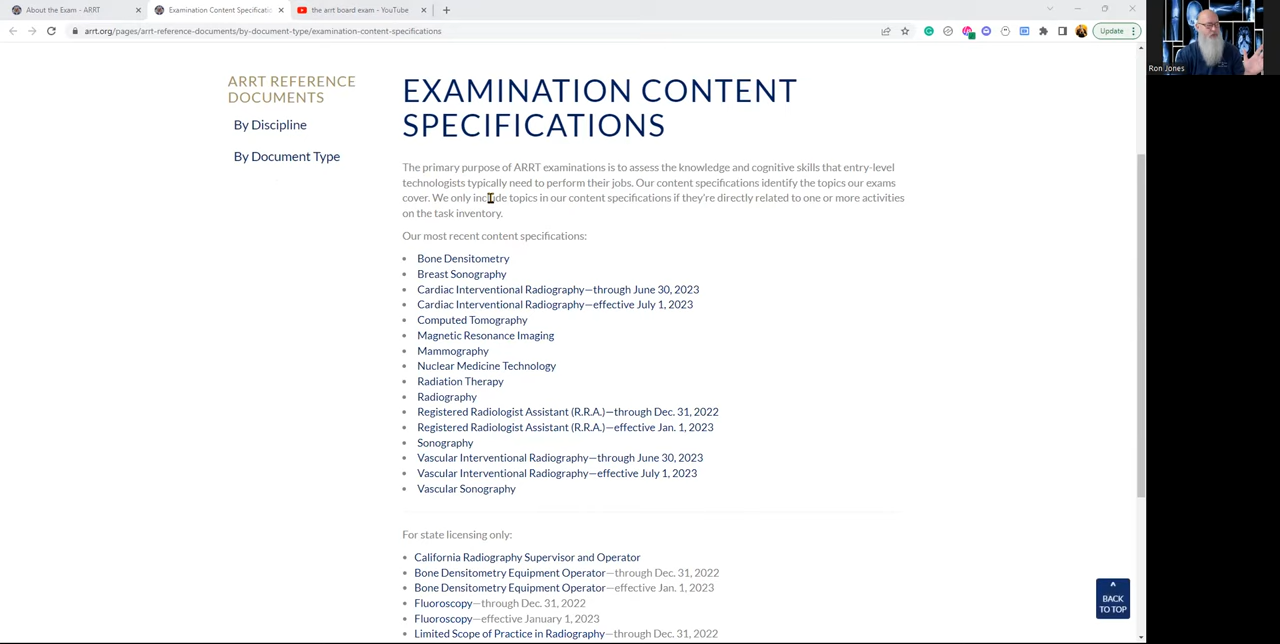 About the Exam - ARRT
Examination Content Specificatio
the arrt board exam - YouTube
arrt.org/pages/arrt-reference-documents/by-document-type/examination-content-specifications
Update
Ron Jones
ARRT REFERENCE
DOCUMENTS
By Discipline
By Document Type
EXAMINATION CONTENT
SPECIFICATIONS
The primary purpose of ARRT examinations is to assess the knowledge and cognitive skills that entry-level
technologists typically need to perform their jobs. Our content specifications identify the topics our exams
cover. We only include topics in our content specifications if they're directly related to one or more activities
on the task inventory.
Our most recent content specifications:
Bone Densitometry
Breast Sonography
Cardiac Interventional Radiography—through June 30, 2023
Cardiac Interventional Radiography—effective July 1, 2023
Computed Tomography
Magnetic Resonance Imaging
Mammography
Nuclear Medicine Technology
Radiation Therapy
Radiography
Registered Radiologist Assistant (R.R.A.)—through Dec. 31, 2022
Registered Radiologist Assistant (R.R.A.)—effective Jan. 1, 2023
Sonography
Vascular Interventional Radiography—through June 30, 2023
Vascular Interventional Radiography—effective July 1, 2023
Vascular Sonography
For state licensing only:
California Radiography Supervisor and Operator
Bone Densitometry Equipment Operator—through Dec. 31, 2022
Bone Densitometry Equipment Operator—effective Jan. 1, 2023
Fluoroscopy—through Dec. 31, 2022
Fluoroscopy—effective January 1, 2023
Limited Scope of Practice in Radiography—through Dec. 31, 2022
BACK
TO TOP